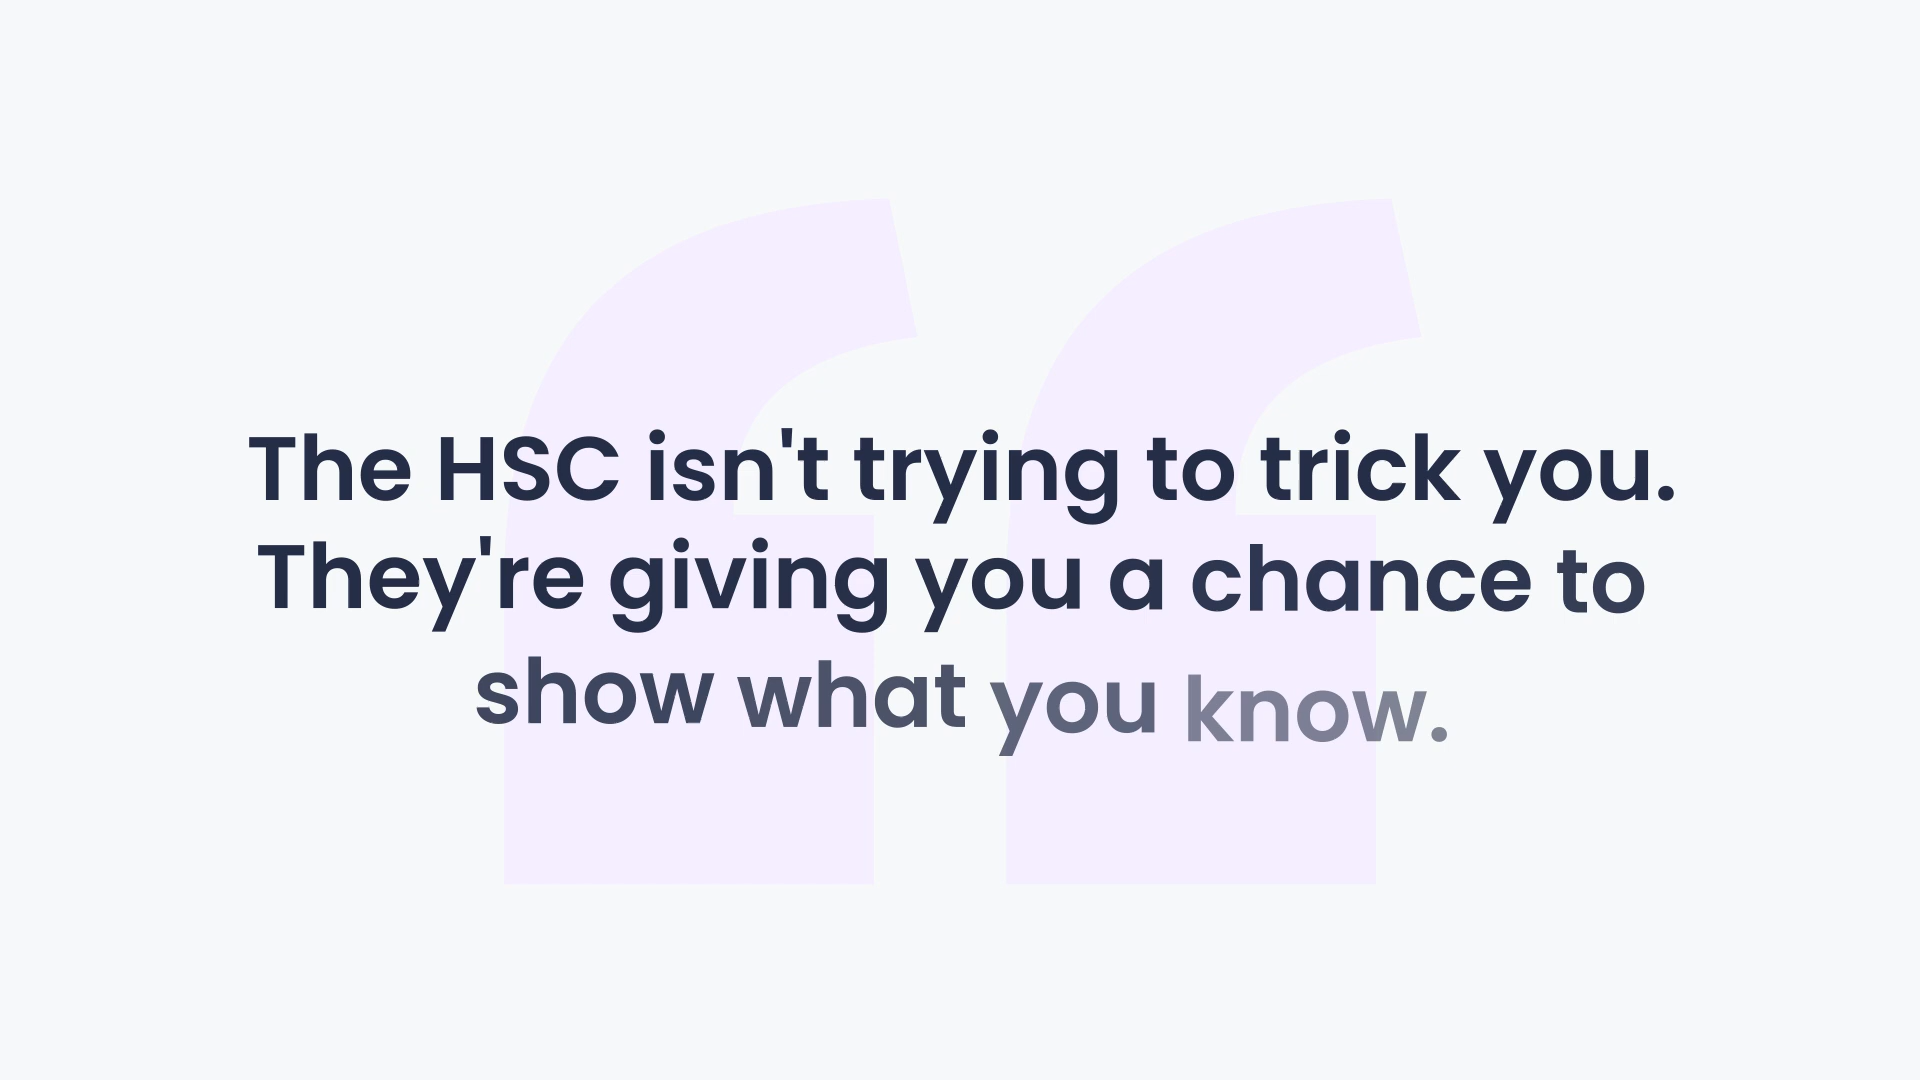 The HSC isn't trying to trick you.
They're giving you a chance to
show what you know.